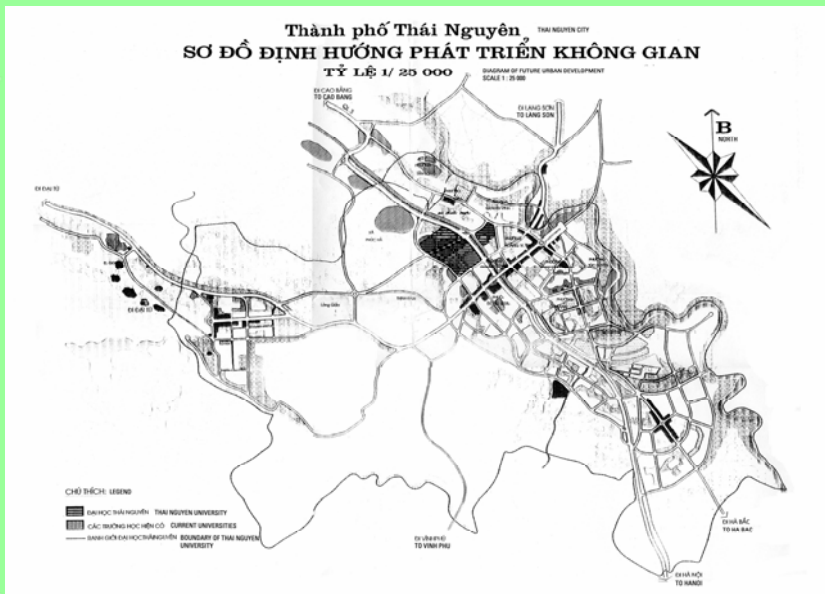 Thành phố Thái Nguyên THAI NGUYEN CITY
SƠ ĐỒ ĐỊNH HƯỚNG PHÁT TRIỂN KHÔNG GIAN
TỶ LỆ 1/ 25 000
DIAGRAM OF FUTURE URBAN DEVELOPMENT
SCALE 1 : 25 000
ĐI CAO BẰNG
TO CAO BANG
ĐI LẠNG SƠN
TO LANG SON
B
NORTH
ĐI ĐẠI TỪ
ĐI ĐẠI TỪ
CHÚ THÍCH: LEGEND
ĐẠI HỌC THÁI NGUYÊN THAI NGUYEN UNIVERSITY
CÁC TRƯỜNG HỌC HIỆN CÓ CURRENT UNIVERSITIES
RANH GIỚI ĐẠI HỌC THÁI NGUYÊN BOUNDARY OF THAI NGUYEN
UNIVERSITY
ĐI VĨNH PHÚ
TO VINH PHU
ĐI HÀ BẮC
TO HA BAC
ĐI HÀ NỘI
TO HANOI